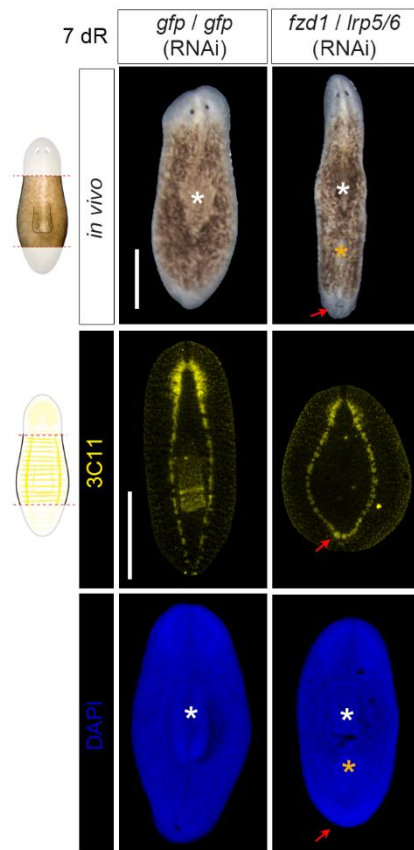 7 dR
gfp / gfp
(RNAi)
fzd1 / lrp5/6
(RNAi)
in vivo
*
*
*
3C11
DAPI
*
*
*